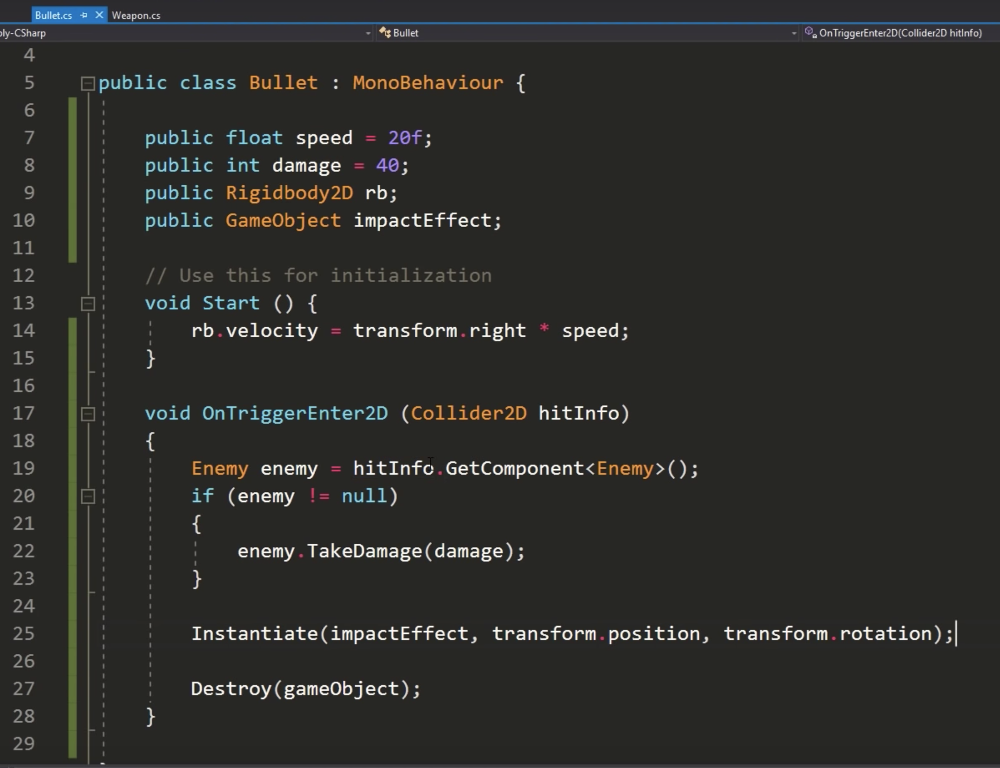 Bullet.cs Weapon.cs
ply-CSharp Bullet OnTriggerEnter2D(Collider2D hitInfo)
4
5 public class Bullet : MonoBehaviour {
6
7 public float speed = 20f;
8 public int damage = 40;
9 public Rigidbody2D rb;
10 public GameObject impactEffect;
11
12 // Use this for initialization
13 void Start () {
14 rb.velocity = transform.right * speed;
15 }
16
17 void OnTriggerEnter2D (Collider2D hitInfo)
18 {
19 Enemy enemy = hitInfo.GetComponent<Enemy>();
20 if (enemy != null)
21 {
22 enemy.TakeDamage(damage);
23 }
24
25 Instantiate(impactEffect, transform.position, transform.rotation);
26
27 Destroy(gameObject);
28 }
29